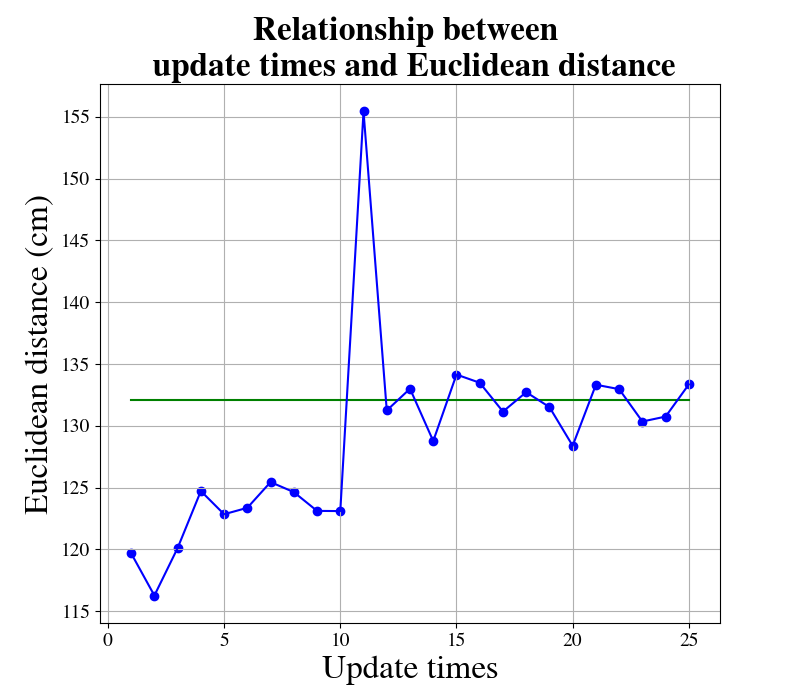 Relationship between
update times and Euclidean distance
Euclidean distance (cm)
155
150
145
140
135
130
125
120
115
0 5 10 15 20 25
Update times